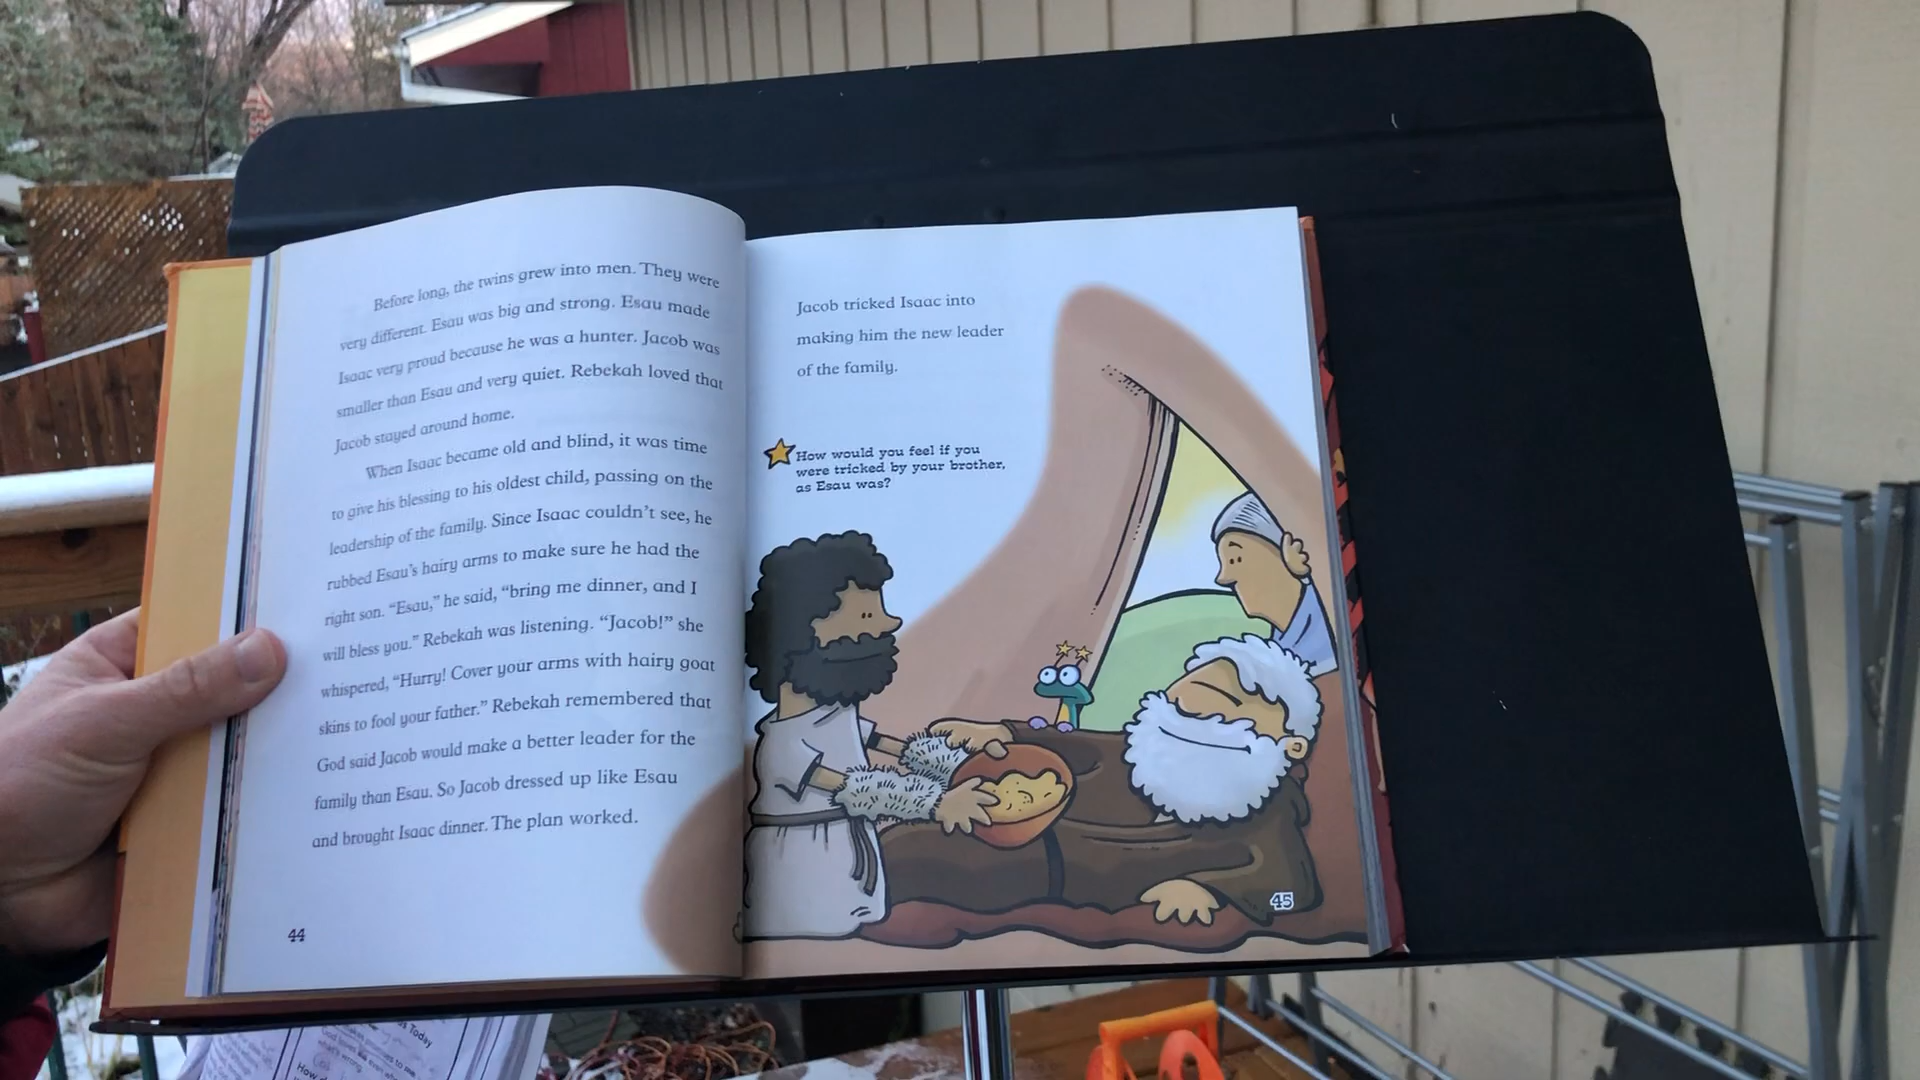 Before long, the twins grew into men. They were
very different. Esau was big and strong. Esau made
Isaac very proud because he was a hunter. Jacob was
smaller than Esau and very quiet. Rebekah loved that
Jacob stayed around home.
When Isaac became old and blind, it was time
to give his blessing to his oldest child, passing on the
leadership of the family. Since Isaac couldn't see, he
rubbed Esau's hairy arms to make sure he had the
right son. "Esau," he said, "bring me dinner, and I
will bless you." Rebekah was listening. "Jacob!" she
whispered, "Hurry! Cover your arms with hairy goat
skins to fool your father." Rebekah remembered that
God said Jacob would make a better leader for the
family than Esau. So Jacob dressed up like Esau
and brought Isaac dinner. The plan worked.
44
Jacob tricked Isaac into
making him the new leader
of the family.
How would you feel if you
were tricked by your brother,
as Esau was?
45
Today
what's wrong.
How